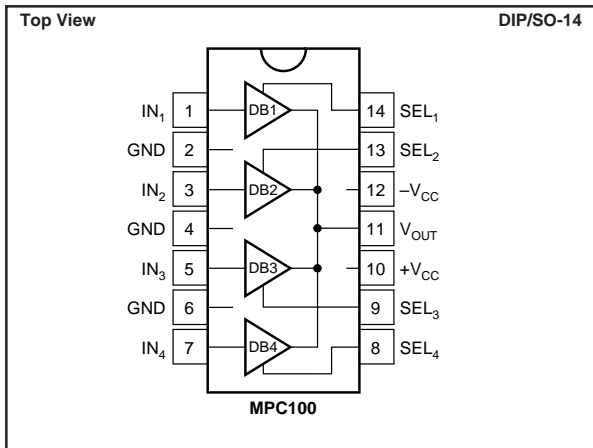 Top View DIP/SO-14
IN1 1 DB1 14 SEL1
GND 2 13 SEL2
IN2 3 DB2 12 –VCC
GND 4 11 VOUT
IN3 5 DB3 10 +VCC
GND 6 9 SEL3
IN4 7 DB4 8 SEL4
MPC100